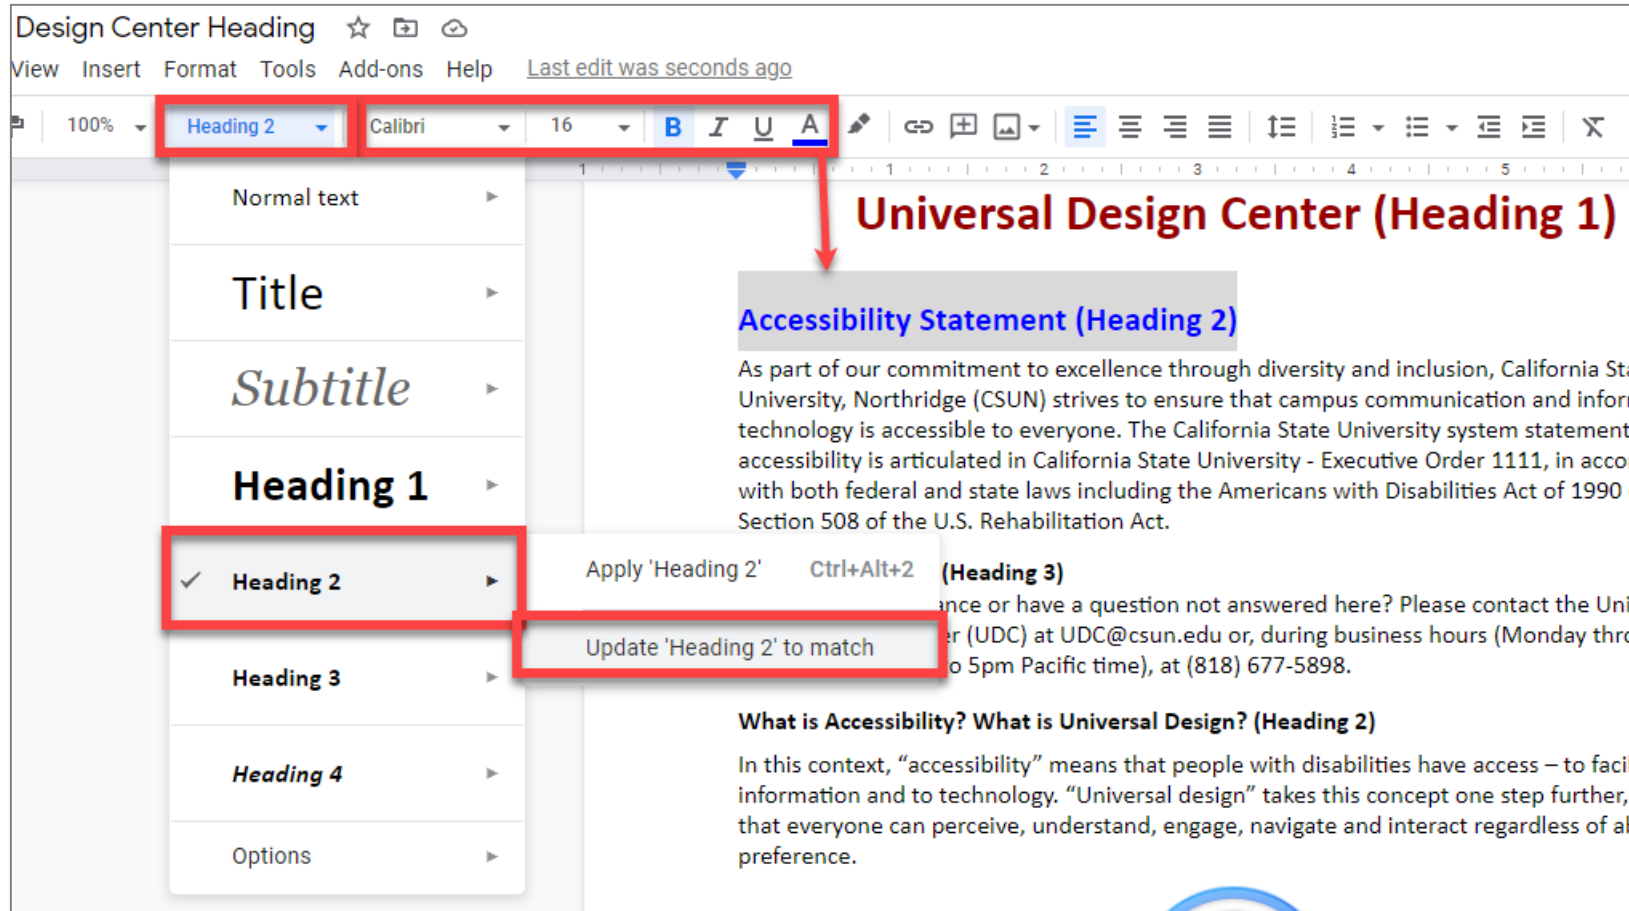 Design Center Heading
View Insert Format Tools Add-ons Help Last edit was seconds ago
100% Heading 2 Calibri 16 B I U A
1 1 2 3 4 5
Normal text
Title
Subtitle
Heading 1
Heading 2
Heading 3
Heading 4
Options
Apply 'Heading 2' Ctrl+Alt+2
Update 'Heading 2' to match
Universal Design Center (Heading 1)
Accessibility Statement (Heading 2)
As part of our commitment to excellence through diversity and inclusion, California
University, Northridge (CSUN) strives to ensure that campus communication and
technology is accessible to everyone. The California State University system statement
accessibility is articulated in California State University - Executive Order 1111, in
with both federal and state laws including the Americans with Disabilities Act of 1990
Section 508 of the U.S. Rehabilitation Act.
(Heading 3)
or have a question not answered here? Please contact the
(UDC) at UDC@csun.edu or, during business hours (Monday
5pm Pacific time), at (818) 677-5898.
What is Accessibility? What is Universal Design? (Heading 2)
In this context, “accessibility” means that people with disabilities have access – to
information and to technology. “Universal design” takes this concept one step further,
that everyone can perceive, understand, engage, navigate and interact regardless of
preference.